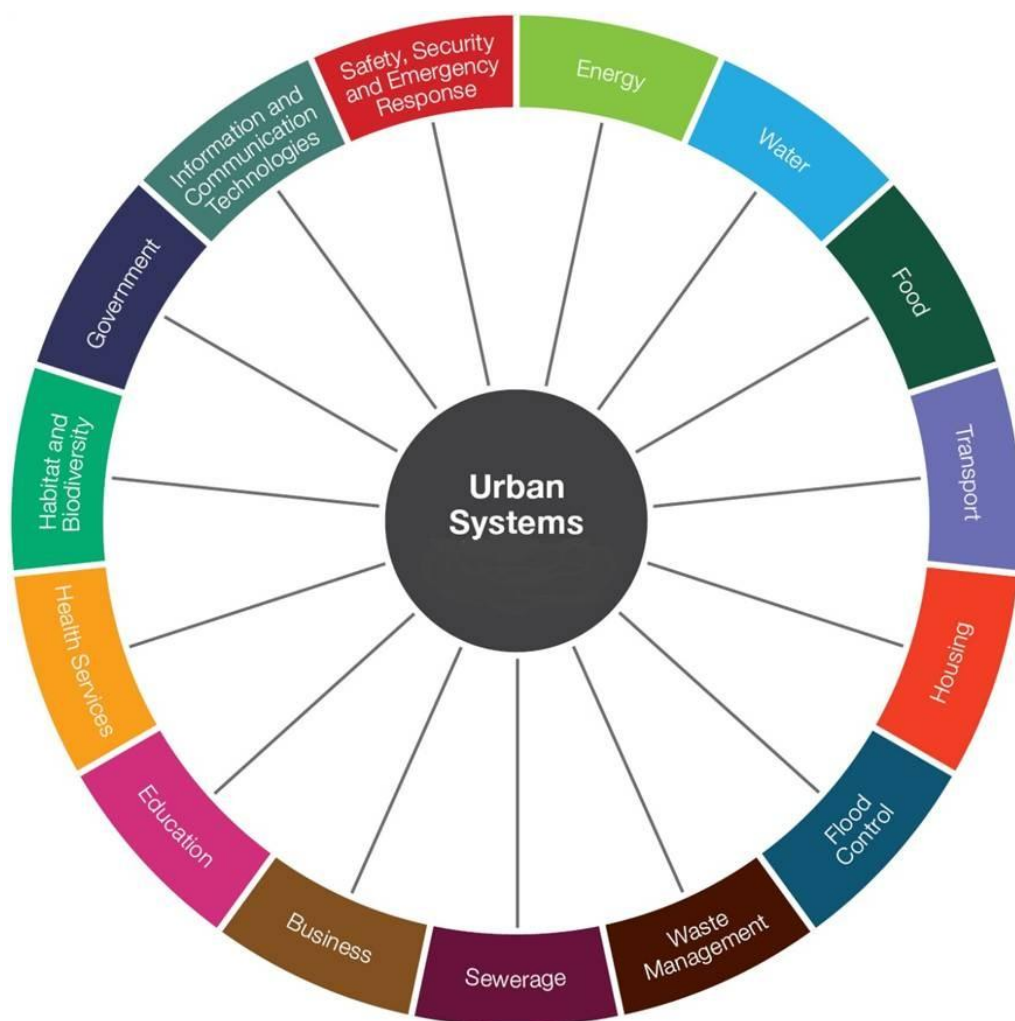 Urban
Systems
Energy
Water
Food
Transport
Housing
Flood
Control
Waste
Management
Sewerage
Business
Education
Health Services
Habitat and
Biodiversity
Government
Information and
Communication
Technologies
Safety, Security
and Emergency
Response